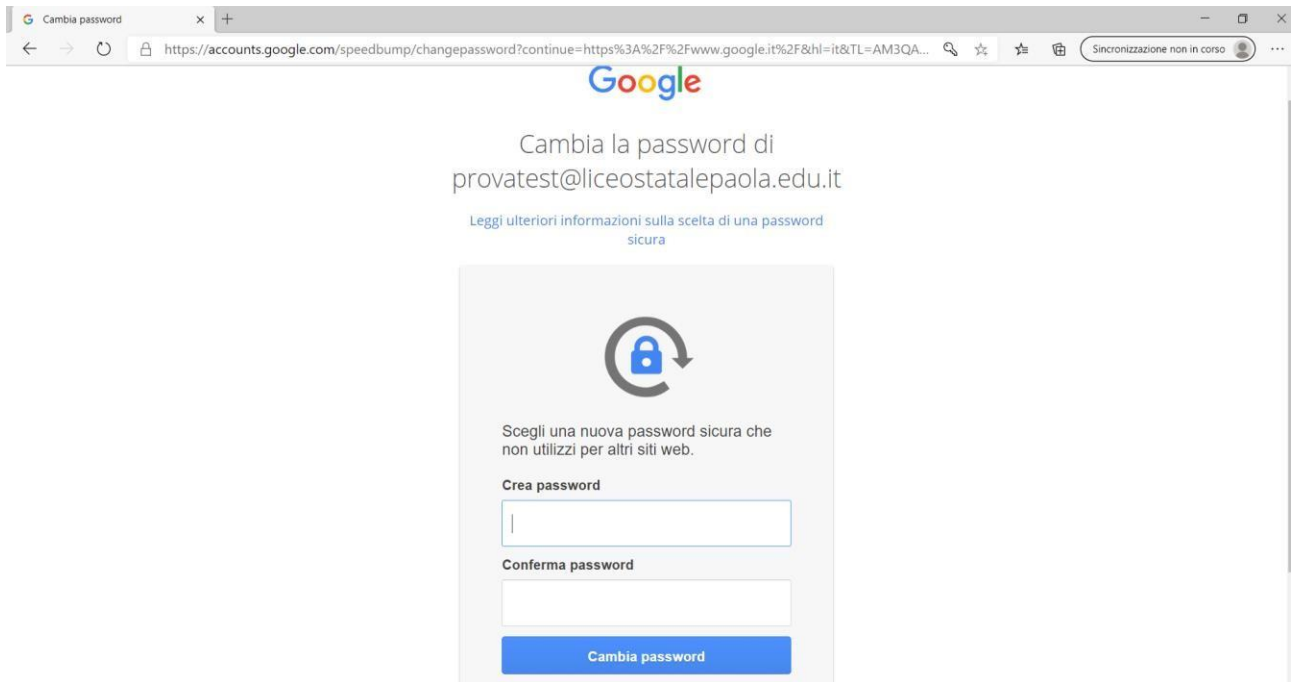 Cambia password
https://accounts.google.com/speedbump/changepassword?continue=https%3A%2F%2Fwww.google.it%2F&hl=it&TL=AM3QA...
Sincronizzazione non in corso
Google
Cambia la password di
provatest@liceostatalepaola.edu.it
Leggi ulteriori informazioni sulla scelta di una password
sicura
Scegli una nuova password sicura che
non utilizzi per altri siti web.
Crea password
Conferma password
Cambia password